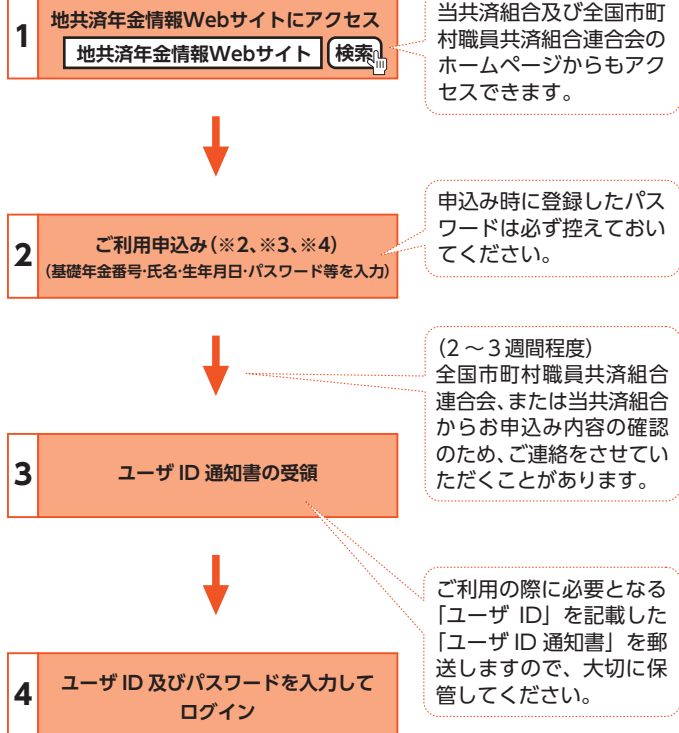 1
地共済年金情報Webサイトにアクセス
地共済年金情報Webサイト 検索
当共済組合及び全国市町
村職員共済組合連合会の
ホームページからもアク
セスできます。
2
ご利用申込み(※2、※3、※4)
(基礎年金番号・氏名・生年月日・パスワード等を入力)
申込み時に登録したパス
ワードは必ず控えておい
てください。
(2~3週間程度)
全国市町村職員共済組合
連合会、または当共済組合
からお申込み内容の確認
のため、ご連絡をさせてい
ただくことがあります。
3
ユーザ ID 通知書の受領
ご利用の際に必要となる
「ユーザ ID」を記載した
「ユーザ ID 通知書」を郵
送しますので、大切に保
管してください。
4
ユーザ ID 及びパスワードを入力して
ログイン